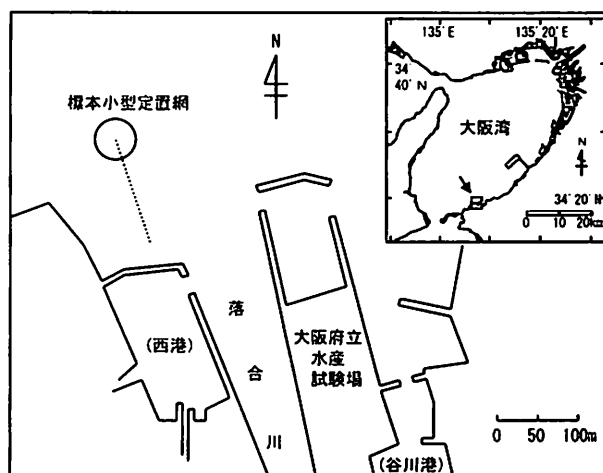 N
標本小型定置網
落
合
川
(西港)
大阪府立
水産
試験場
(谷川港)
0 50 100m
135° E
135° 20' E
34°
40' N
大阪湾
N
34° 20' N
0 10 20km